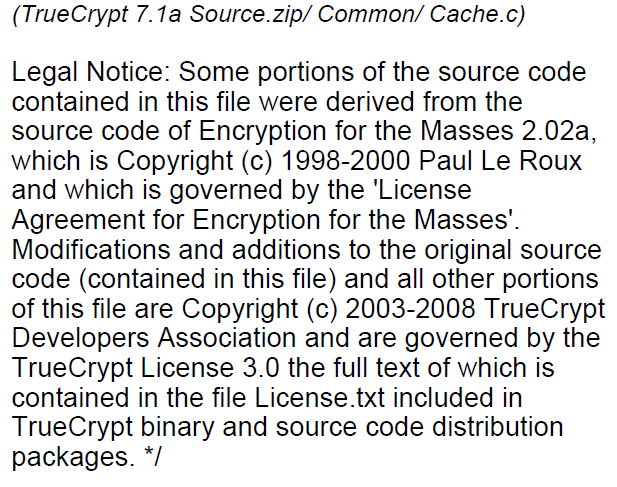 (TrueCrypt 7.1a Source.zip/ Common/ Cache.c)
Legal Notice: Some portions of the source code
contained in this file were derived from the
source code of Encryption for the Masses 2.02a,
which is Copyright (c) 1998-2000 Paul Le Roux
and which is governed by the 'License
Agreement for Encryption for the Masses'.
Modifications and additions to the original source
code (contained in this file) and all other portions
of this file are Copyright (c) 2003-2008 TrueCrypt
Developers Association and are governed by the
TrueCrypt License 3.0 the full text of which is
contained in the file License.txt included in
TrueCrypt binary and source code distribution
packages. */